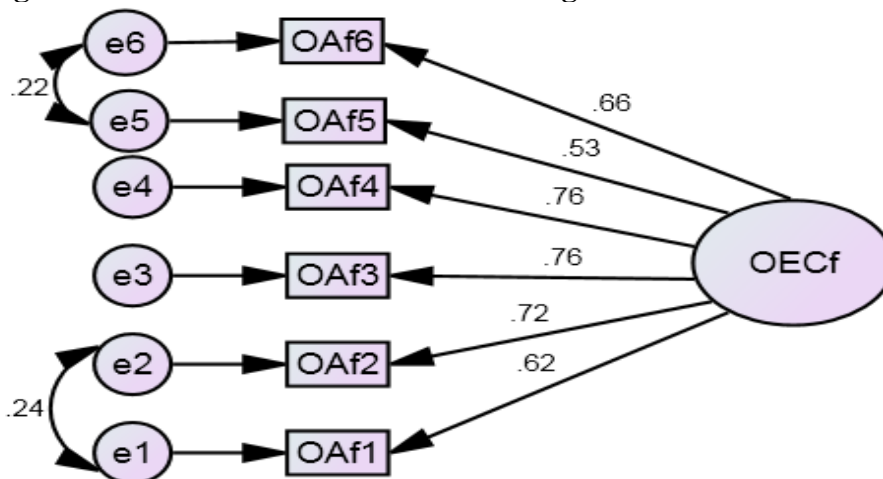 e6
OAf6
.66
.22
e5
OAf5
.53
e4
OAf4
.76
e3
OAf3
.76
OECf
e2
OAf2
.72
.24
e1
OAf1
.62